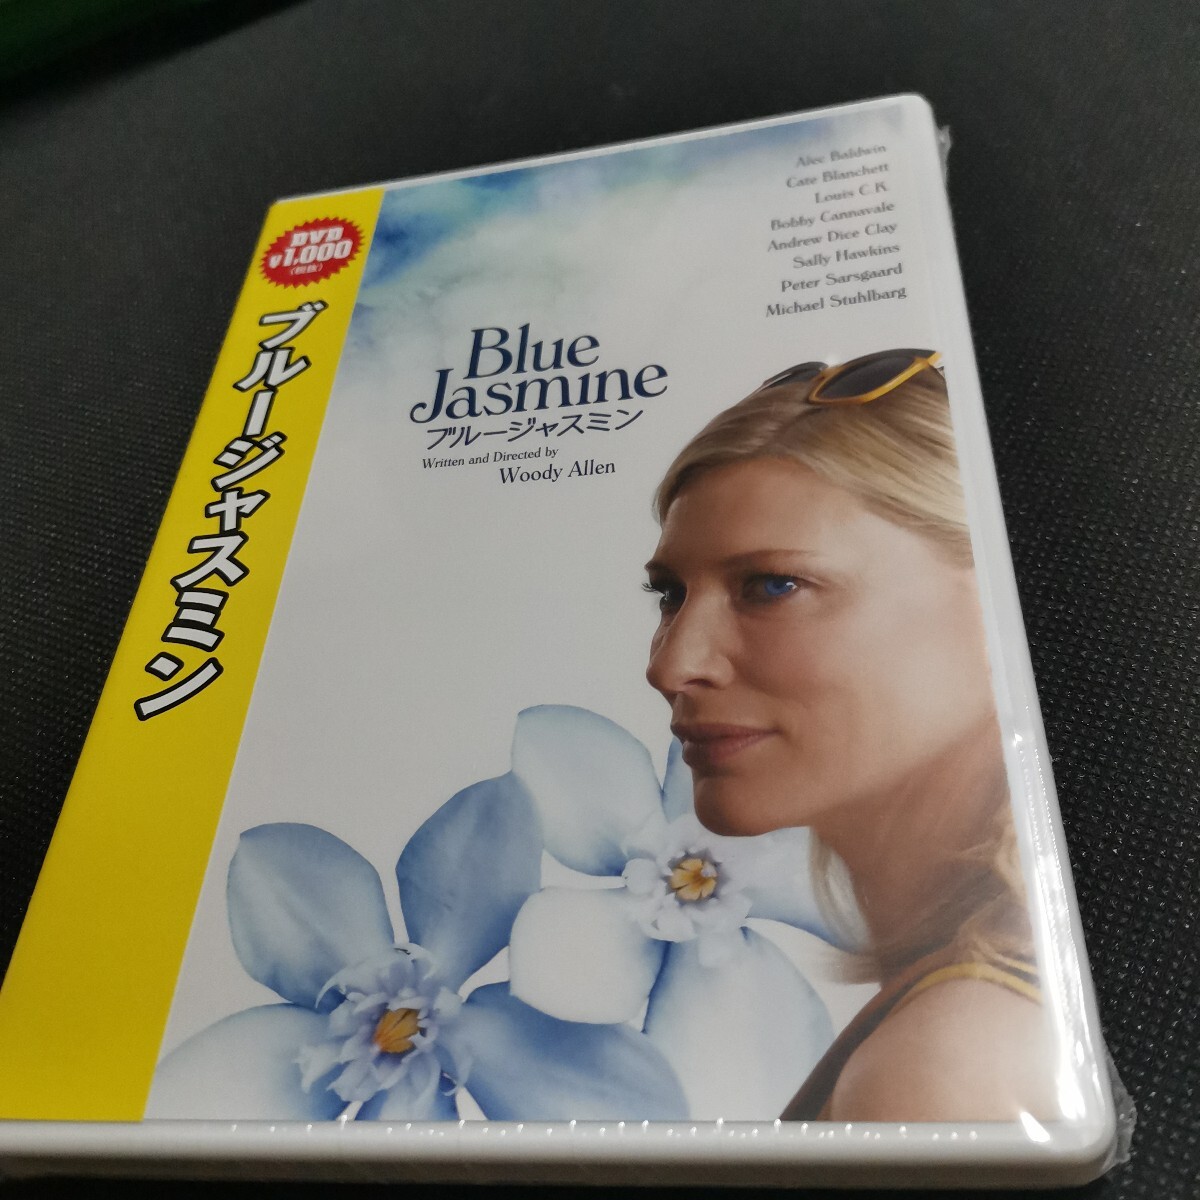 DVD
¥1,000
(税抜)
ブルージャスミン
Alec Baldwin
Cate Blanchett
Louis C.K.
Bobby Cannavale
Andrew Dice Clay
Sally Hawkins
Peter Sarsgaard
Michael Stuhlbarg
Blue
Jasmine
ブルージャスミン
Written and Directed by
Woody Allen